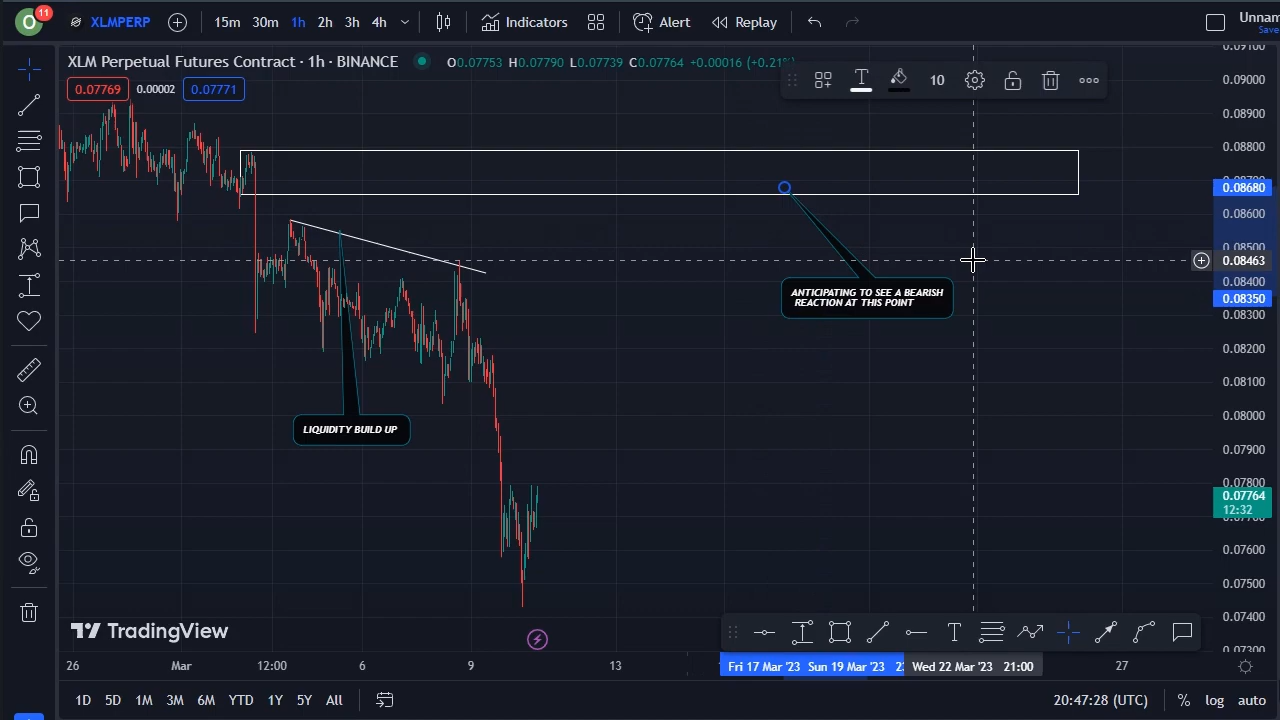 O
11
XLMPERP
15m
30m
1h
2h
3h
4h
Indicators
Alert
Replay
Unnam
Save
XLM Perpetual Futures Contract · 1h · BINANCE
O0.07753 H0.07790 L0.07739 C0.07764 +0.00016 (+0.21%
0.07769
0.00002
0.07771
10
0.09000
0.08900
0.08800
0.08680
0.08600
0.08463
0.08400
0.08350
0.08300
0.08200
0.08100
0.08000
0.07900
0.07800
0.07764
12:32
0.07600
0.07500
0.07400
ANTICIPATING TO SEE A BEARISH
REACTION AT THIS POINT
LIQUIDITY BUILD UP
TradingView
26
Mar
12:00
6
9
13
Fri 17 Mar '23
Sun 19 Mar '23
Wed 22 Mar '23 21:00
27
1D
5D
1M
3M
6M
YTD
1Y
5Y
All
20:47:28 (UTC)
%
log
auto